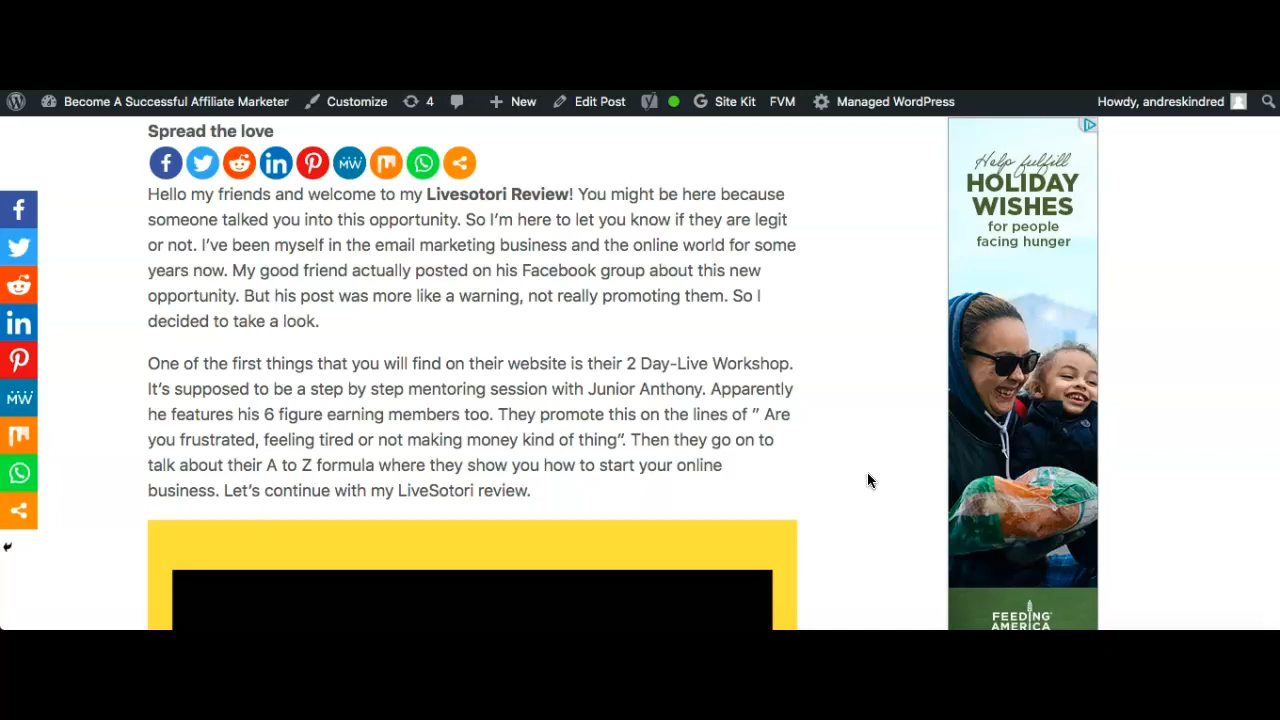 Become A Successful Affiliate Marketer Customize 4 New Edit Post Site Kit FVM Managed WordPress Howdy, andreskindred
Spread the love
Hello my friends and welcome to my Livesotori Review! You might be here because
someone talked you into this opportunity. So I’m here to let you know if they are legit
or not. I’ve been myself in the email marketing business and the online world for some
years now. My good friend actually posted on his Facebook group about this new
opportunity. But his post was more like a warning, not really promoting them. So I
decided to take a look.
One of the first things that you will find on their website is their 2 Day-Live Workshop.
It’s supposed to be a step by step mentoring session with Junior Anthony. Apparently
he features his 6 figure earning members too. They promote this on the lines of ” Are
you frustrated, feeling tired or not making money kind of thing”. Then they go on to
talk about their A to Z formula where they show you how to start your online
business. Let’s continue with my LiveSotori review.
Help fulfill
HOLIDAY
WISHES
for people
facing hunger
FEEDING
AMERICA
MW
MW